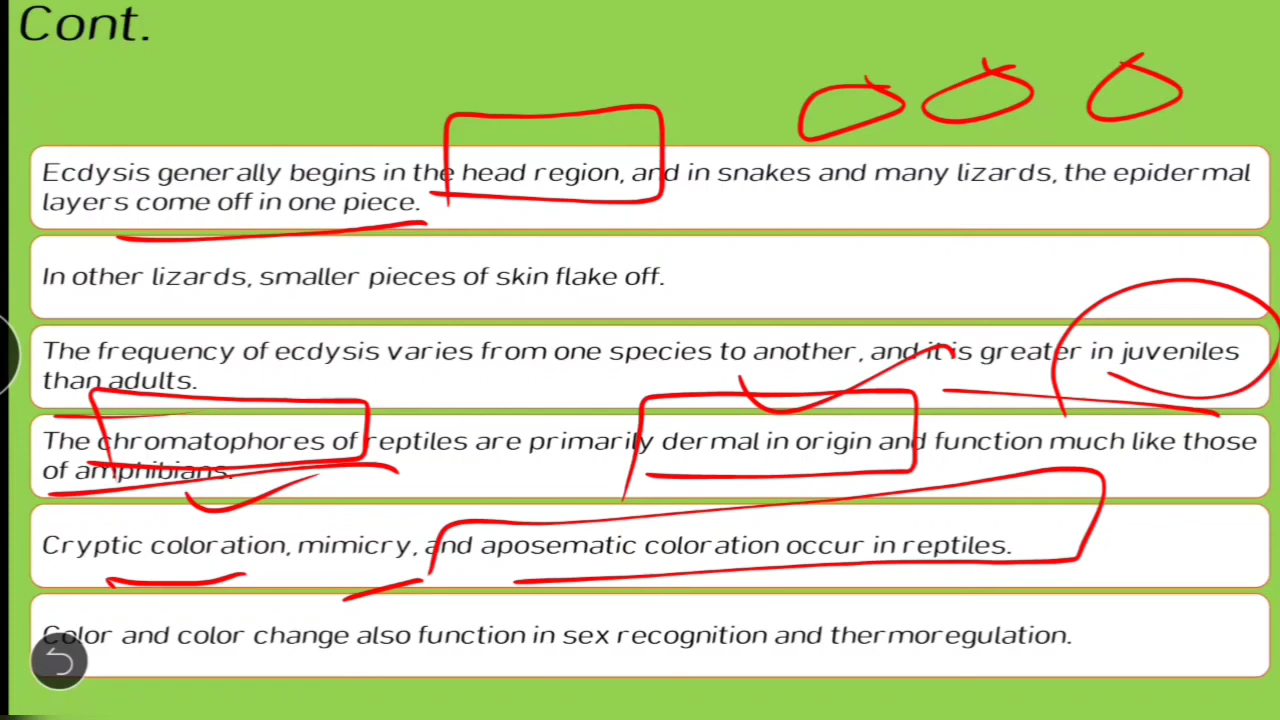 Cont.
Ecdysis generally begins in the head region, and in snakes and many lizards, the epidermal
layers come off in one piece.
In other lizards, smaller pieces of skin flake off.
The frequency of ecdysis varies from one species to another, and it is greater in juveniles
than adults.
The chromatophores of reptiles are primarily dermal in origin and function much like those
of amphibians.
Cryptic coloration, mimicry, and aposematic coloration occur in reptiles.
Color and color change also function in sex recognition and thermoregulation.